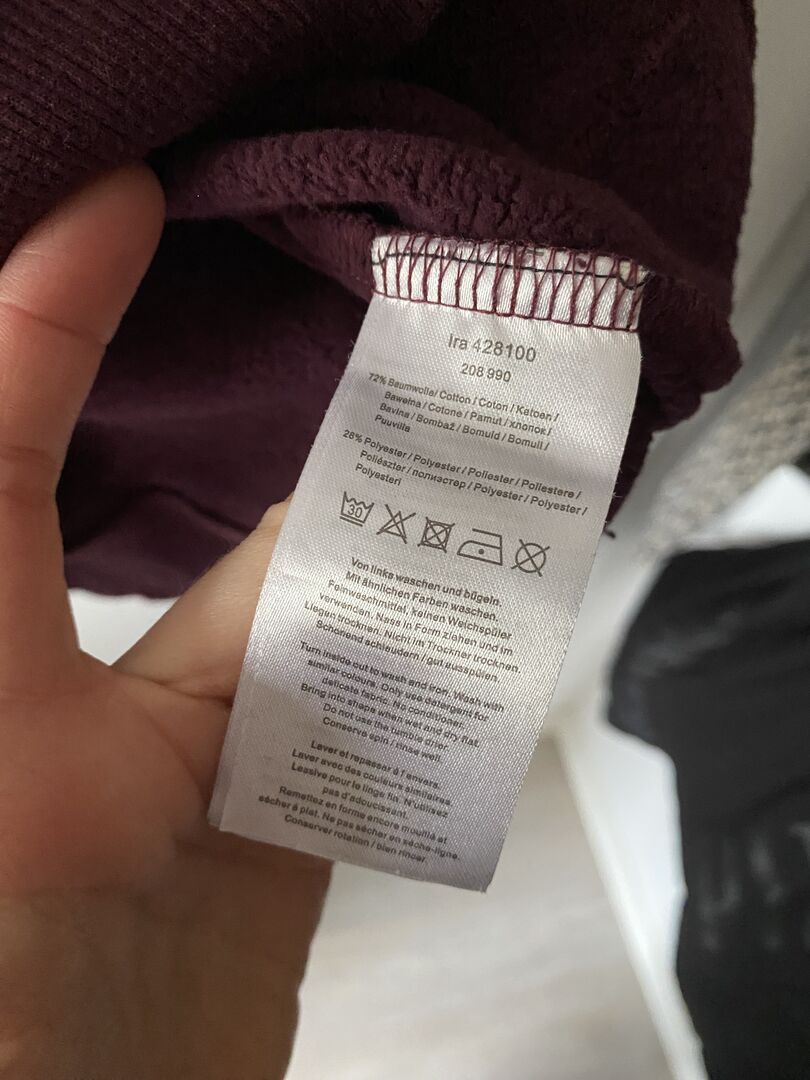 Ira 428100
208 990
72% Baumwolle/ Cotton / Coton / Katoen /
Bawełna / Cotone / Pamut / хлопок /
Bavlna / Bombaž / Bomuld / Bomull /
Puuvilla
28% Polyester / Polyester / Poliester / Poliestere /
Poliészter / полиэстер / Polyester / Polyester /
Polyesteri
30
Von links waschen und bügeln.
Mit ähnlichen Farben waschen.
Feinwaschmittel, keinen Weichspüler
verwenden. Nass in Form ziehen und im
Liegen trocknen. Nicht im Trockner trocknen.
Schonend schleudern / gut ausspülen.
Turn inside out to wash and iron. Wash with
similar colours. Only use detergent for
delicate fabric. No conditioner.
Bring into shape when wet and dry flat.
Do not use the tumble drier.
Conserve spin / rinse well.
Laver et repasser à l'envers.
Laver avec des couleurs similaires.
Lessive pour le linge fin. N'utilisez
pas d'adoucissant.
Remettez en forme encore mouillé et
sécher à plat. Ne pas sécher en sèche-linge.
Conserver rotation / bien rincer.